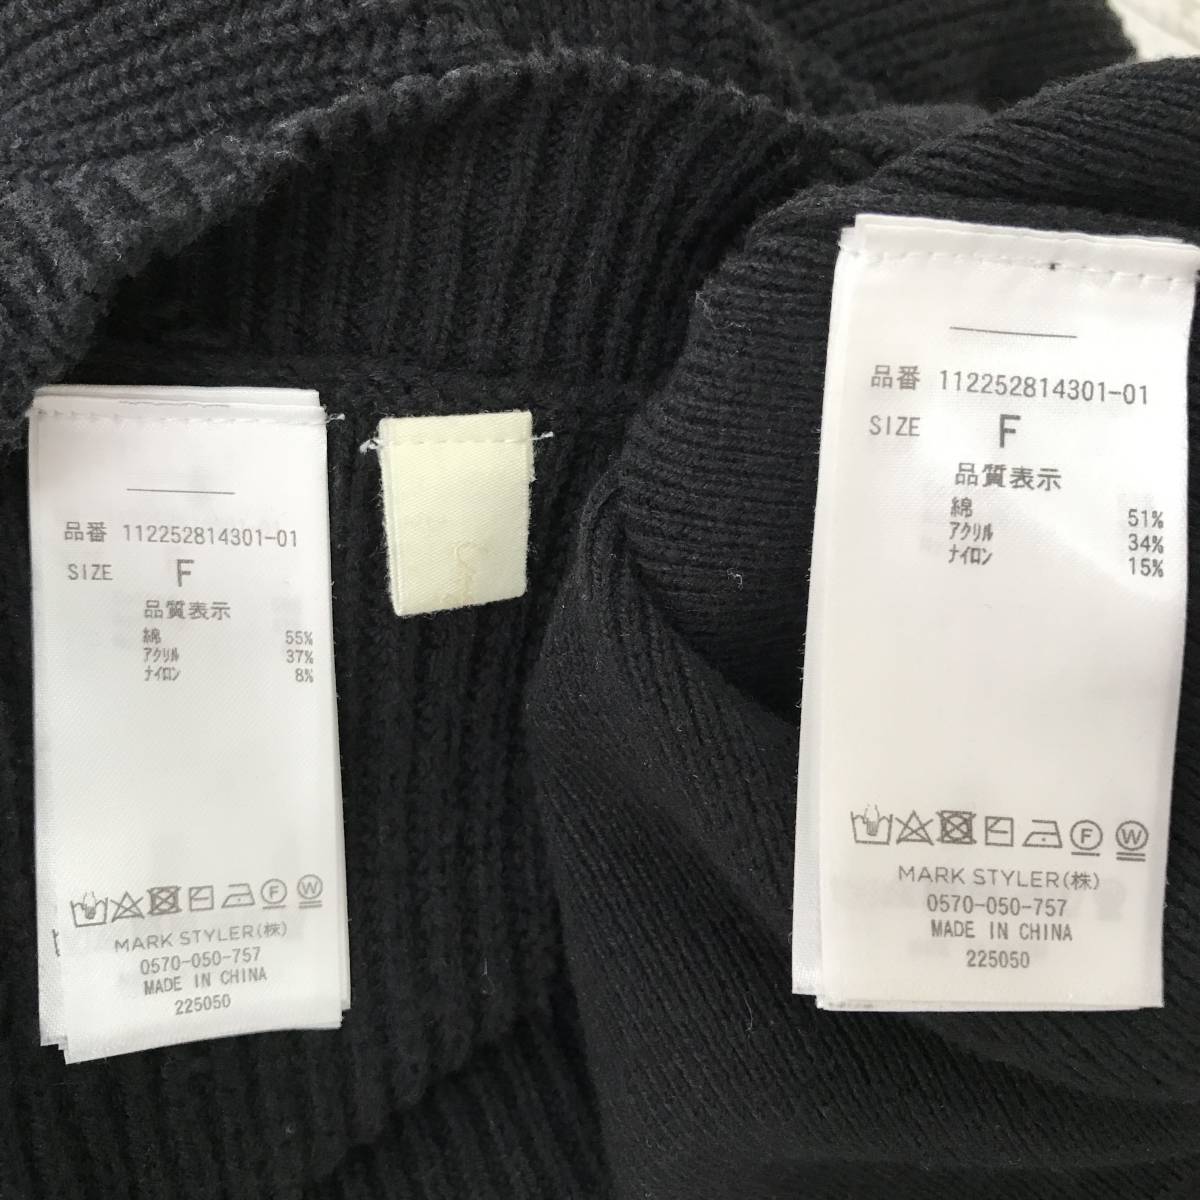 品番 112252814301-01
SIZE F
品質表示
綿 55%
アクリル 37%
ナイロン 8%
F W
MARK STYLER(株)
0570-050-757
MADE IN CHINA
225050
品番 112252814301-01
SIZE F
品質表示
綿 51%
アクリル 34%
ナイロン 15%
F W
MARK STYLER(株)
0570-050-757
MADE IN CHINA
225050